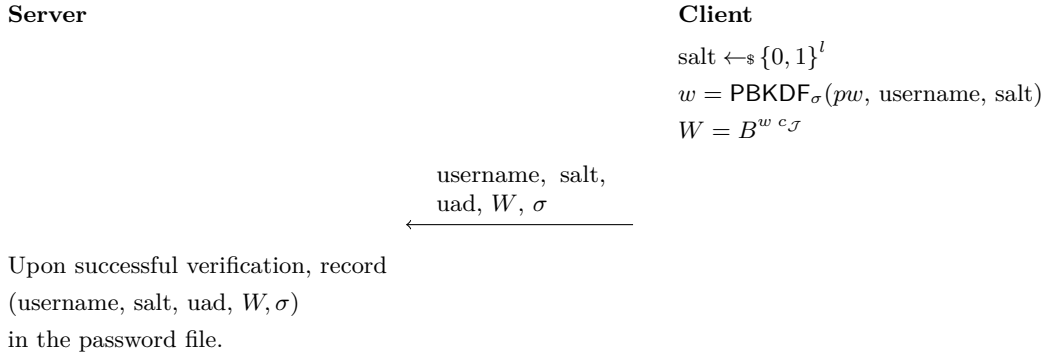 Server
Client
salt ←$ {0, 1}^l
w = PBKDF_σ(pw, username, salt)
W = B^{w c_𝒥}
username, salt,
uad, W, σ
Upon successful verification, record
(username, salt, uad, W, σ)
in the password file.